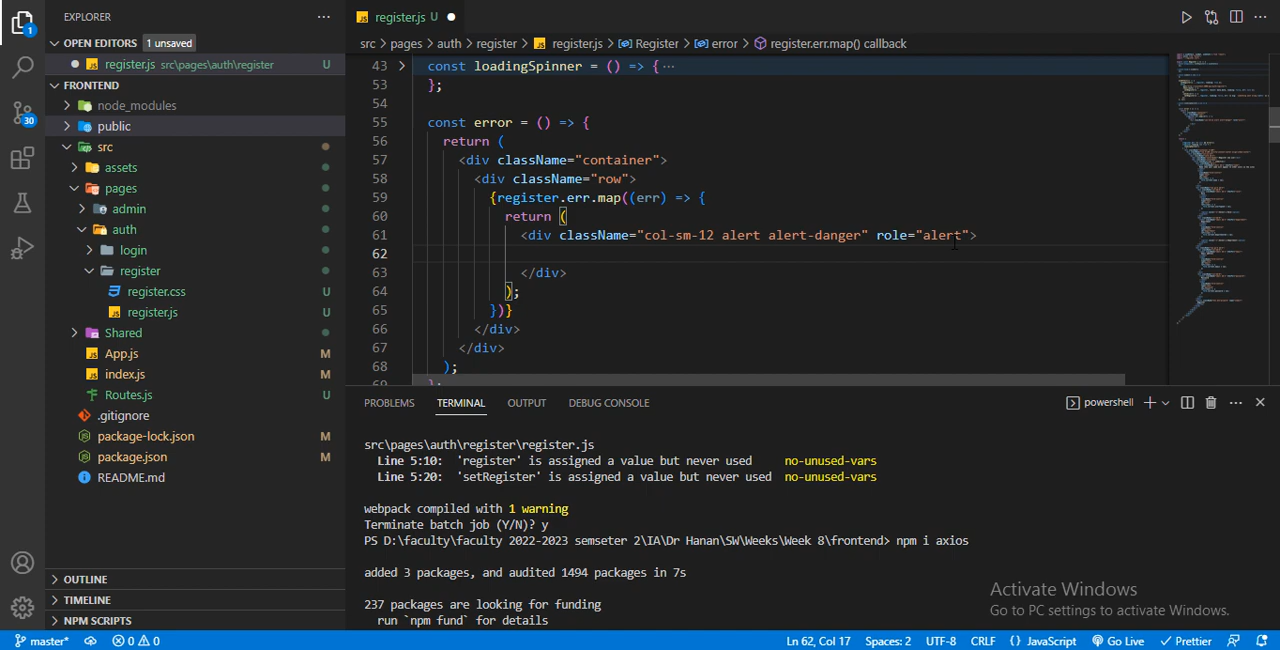 EXPLORER
OPEN EDITORS 1 unsaved
register.js src\pages\auth\register U
FRONTEND
node_modules
public
src
assets
pages
admin
auth
login
register
register.css U
register.js U
Shared
App.js M
index.js M
Routes.js U
.gitignore
package-lock.json M
package.json M
README.md
OUTLINE
TIMELINE
NPM SCRIPTS
1
30
register.js U
src > pages > auth > register > register.js > Register > error > register.err.map() callback
43 const loadingSpinner = () => {
53 };
54
55 const error = () => {
56 return (
57 <div className="container">
58 <div className="row">
59 {register.err.map((err) => {
60 return (
61 <div className="col-sm-12 alert alert-danger" role="alert">
62
63 </div>
64 );
65 })}
66 </div>
67 </div>
68 );
69 };
PROBLEMS TERMINAL OUTPUT DEBUG CONSOLE powershell
src\pages\auth\register\register.js
Line 5:10: 'register' is assigned a value but never used no-unused-vars
Line 5:20: 'setRegister' is assigned a value but never used no-unused-vars
webpack compiled with 1 warning
Terminate batch job (Y/N)? y
PS D:\faculty\faculty 2022-2023 semseter 2\IA\Dr Hanan\SW\Weeks\Week 8\frontend> npm i axios
added 3 packages, and audited 1494 packages in 7s
237 packages are looking for funding
run `npm fund` for details
Activate Windows
Go to PC settings to activate Windows.
master* 0 0 Ln 62, Col 17 Spaces: 2 UTF-8 CRLF {} JavaScript Go Live Prettier